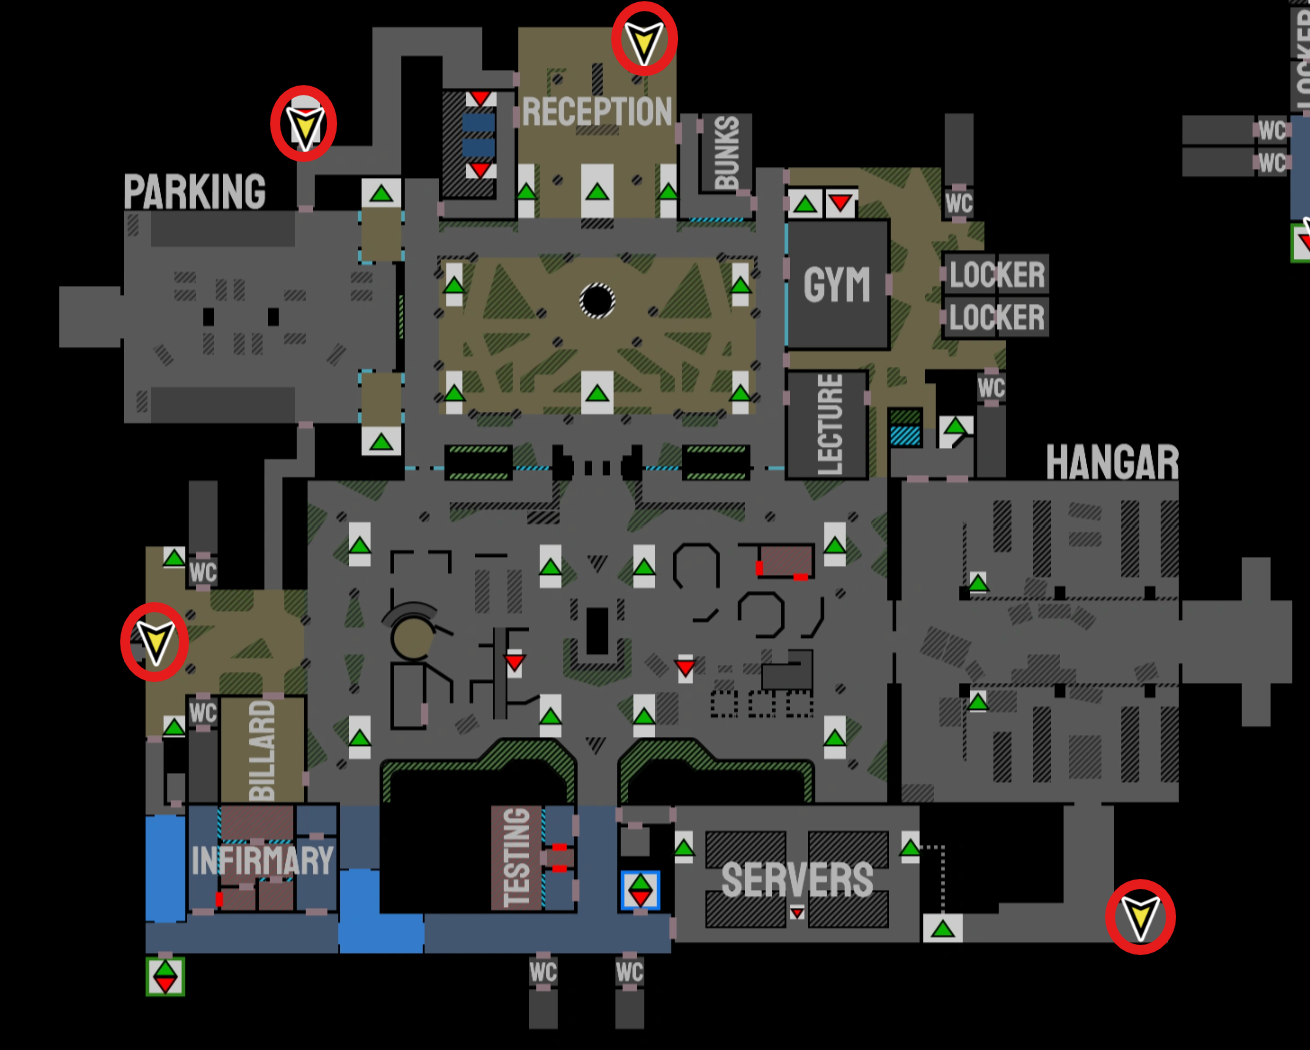 LOCKER
RECEPTION
BUNKS
WC
WC
PARKING
WC
GYM
LOCKER
LOCKER
LECTURE
WC
HANGAR
WC
WC
BILLARD
INFIRMARY
TESTING
SERVERS
WC
WC